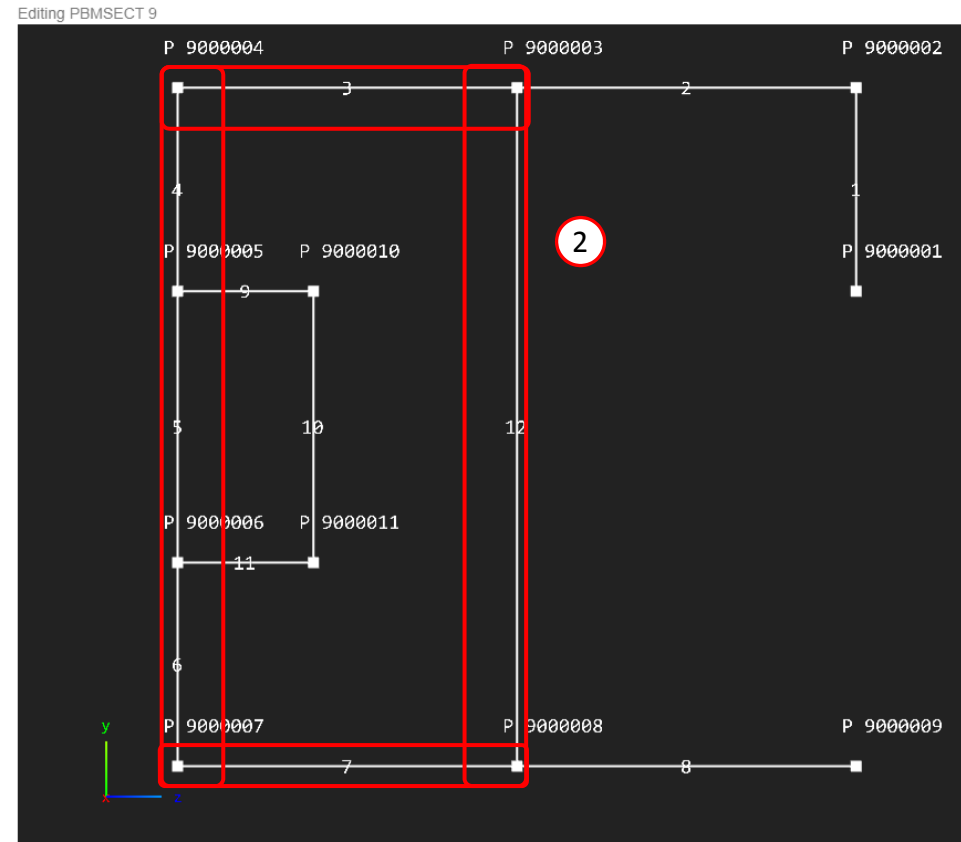 Editing PBMSECT 9
P 9000004 P 9000003 P 9000002
3 2
4 1
P 9000005 P 9000010 P 9000001
2
9
5 10 12
P 9000006 P 9000011
11
6
P 9000007 P 9000008 P 9000009
y
7 8
x z